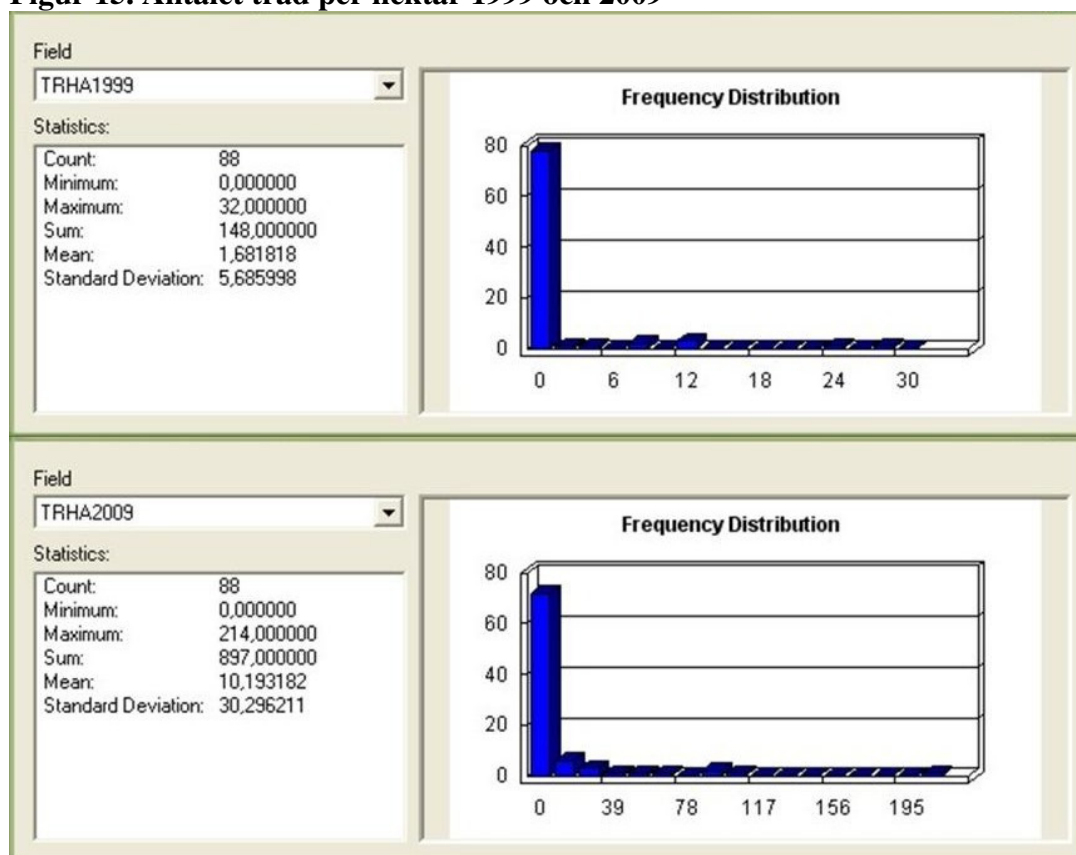 Figur 13. Antalet träd per hektar 1999 och 2009
Field
TRHA1999
Statistics:
Count: 88
Minimum: 0,000000
Maximum: 32,000000
Sum: 148,000000
Mean: 1,681818
Standard Deviation: 5,685998
Frequency Distribution
80
60
40
20
0
0 6 12 18 24 30
Field
TRHA2009
Statistics:
Count: 88
Minimum: 0,000000
Maximum: 214,000000
Sum: 897,000000
Mean: 10,193182
Standard Deviation: 30,296211
Frequency Distribution
80
60
40
20
0
0 39 78 117 156 195